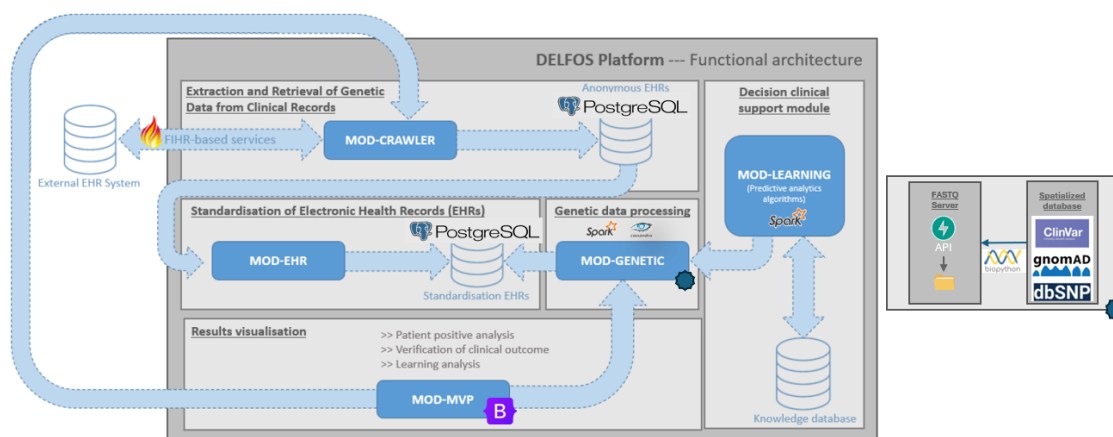 DELFOS Platform --- Functional architecture
Extraction and Retrieval of Genetic
Data from Clinical Records
Anonymous EHRs
PostgreSQL
Decision clinical
support module
FIHR-based services
MOD-CRAWLER
External EHR System
MOD-LEARNING
(Predictive analytics
algorithms)
Spark
Standardisation of Electronic Health Records (EHRs)
PostgreSQL
Genetic data processing
Spark
cassandra
MOD-EHR
MOD-GENETIC
Standardisation EHRs
Results visualisation
>> Patient positive analysis
>> Verification of clinical outcome
>> Learning analysis
MOD-MVP
B
Knowledge database
FASTQ
Server
API
biopython
Spatialized
database
ClinVar
gnomAD
dbSNP